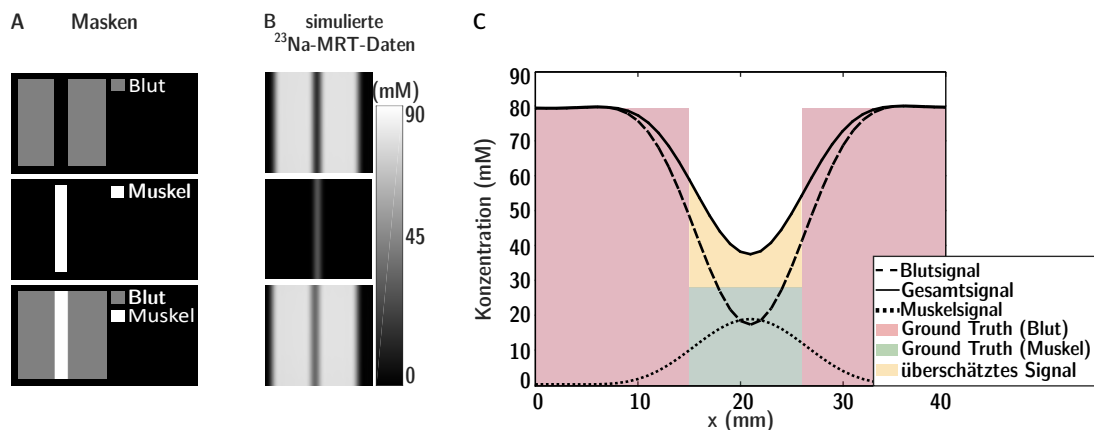 A Masken
B simulierte
²³Na-MRT-Daten
C
Blut
Muskel
Blut
Muskel
(mM)
90
45
0
Konzentration (mM)
90
80
70
60
50
40
30
20
10
0
0 10 20 30 40
x (mm)
Blutsignal
Gesamtsignal
Muskelsignal
Ground Truth (Blut)
Ground Truth (Muskel)
überschätztes Signal